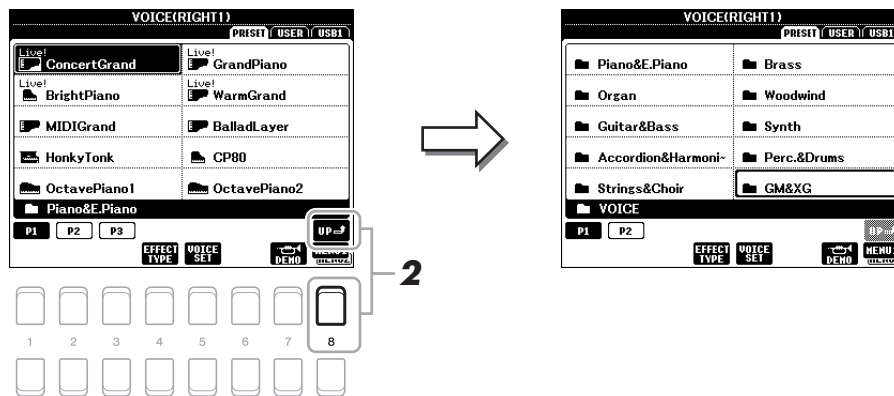 VOICE(RIGHT1)
PRESET USER USB1
Live! ConcertGrand
Live! GrandPiano
Live! BrightPiano
Live! WarmGrand
MIDIGrand
BalladLayer
HonkyTonk
CP80
OctavePiano1
OctavePiano2
Piano&E.Piano
P1 P2 P3
UP
EFFECT TYPE
VOICE SET
DEMO
MENU2
2
1 2 3 4 5 6 7 8
VOICE(RIGHT1)
PRESET USER USB1
Piano&E.Piano
Brass
Organ
Woodwind
Guitar&Bass
Synth
Accordion&Harmoni~
Perc.&Drums
Strings&Choir
GM&XG
VOICE
P1 P2
UP
EFFECT TYPE
VOICE SET
DEMO
MENU